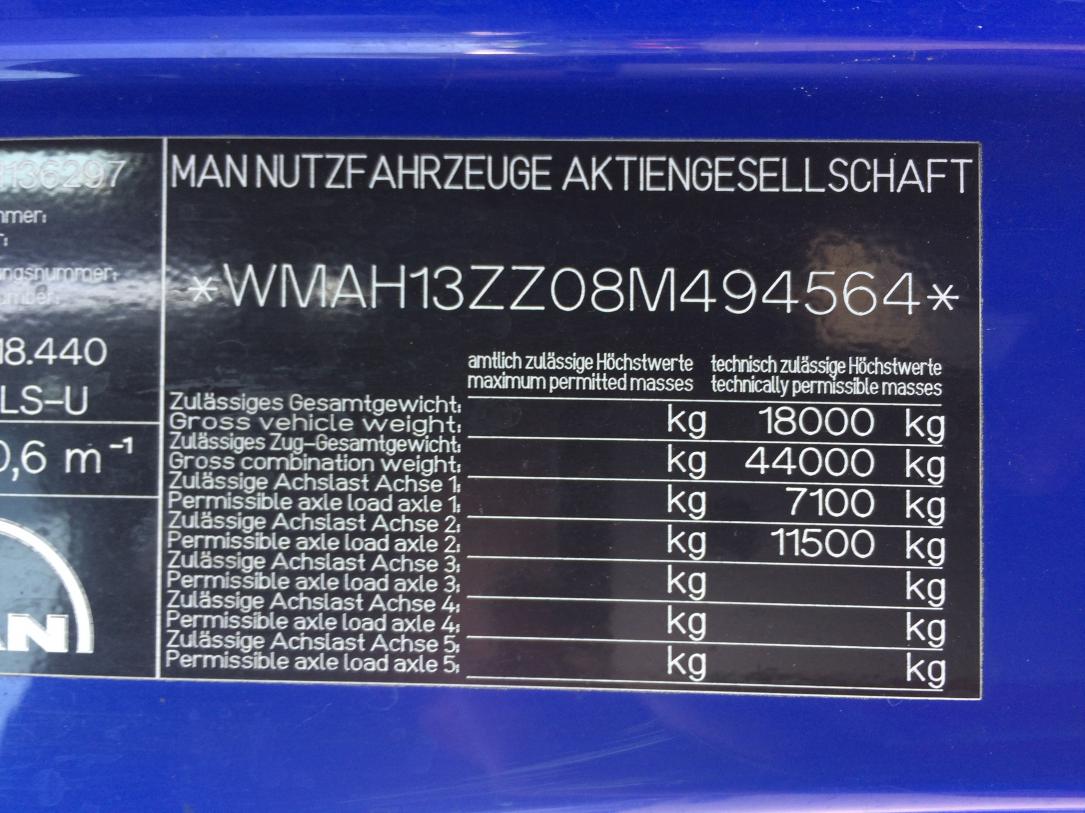 136297
MAN NUTZFAHRZEUGE AKTIENGESELLSCHAFT
mmer:
r:
ungsnummer:
umber:
*WMAH13ZZ08M494564*
18.440
LS-U
0,6 m⁻¹
AN
amtlich zulässige Höchstwerte technisch zulässige Höchstwerte
maximum permitted masses technically permissible masses
Zulässiges Gesamtgewicht:
Gross vehicle weight: kg 18000 kg
Zulässiges Zug-Gesamtgewicht:
Gross combination weight: kg 44000 kg
Zulässige Achslast Achse 1:
Permissible axle load axle 1: kg 7100 kg
Zulässige Achslast Achse 2:
Permissible axle load axle 2: kg 11500 kg
Zulässige Achslast Achse 3:
Permissible axle load axle 3: kg kg
Zulässige Achslast Achse 4:
Permissible axle load axle 4: kg kg
Zulässige Achslast Achse 5:
Permissible axle load axle 5: kg kg